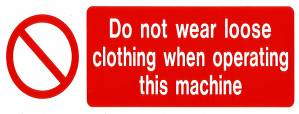 Do not wear loose
clothing when operating
this machine